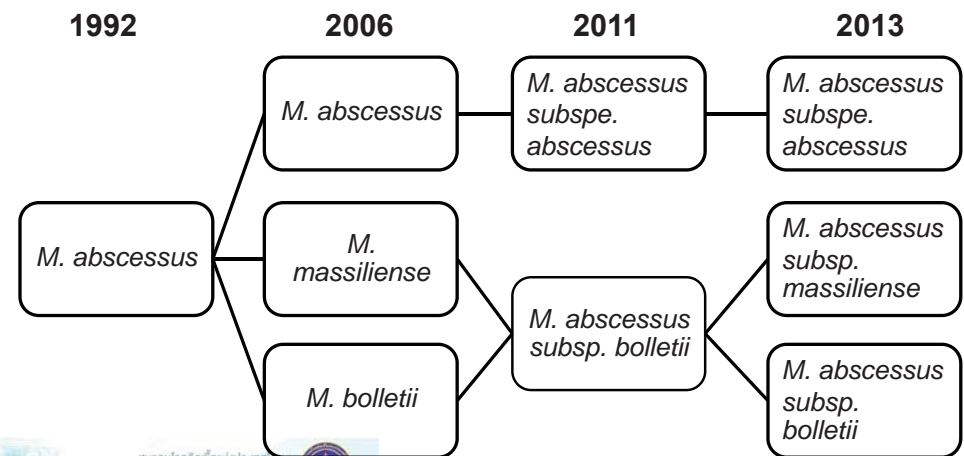 1992
2006
2011
2013
M. abscessus
M. abscessus
M.
massiliense
M. bolletii
M. abscessus
subspe.
abscessus
M. abscessus
subsp. bolletii
M. abscessus
subspe.
abscessus
M. abscessus
subsp.
massiliense
M. abscessus
subsp.
bolletii